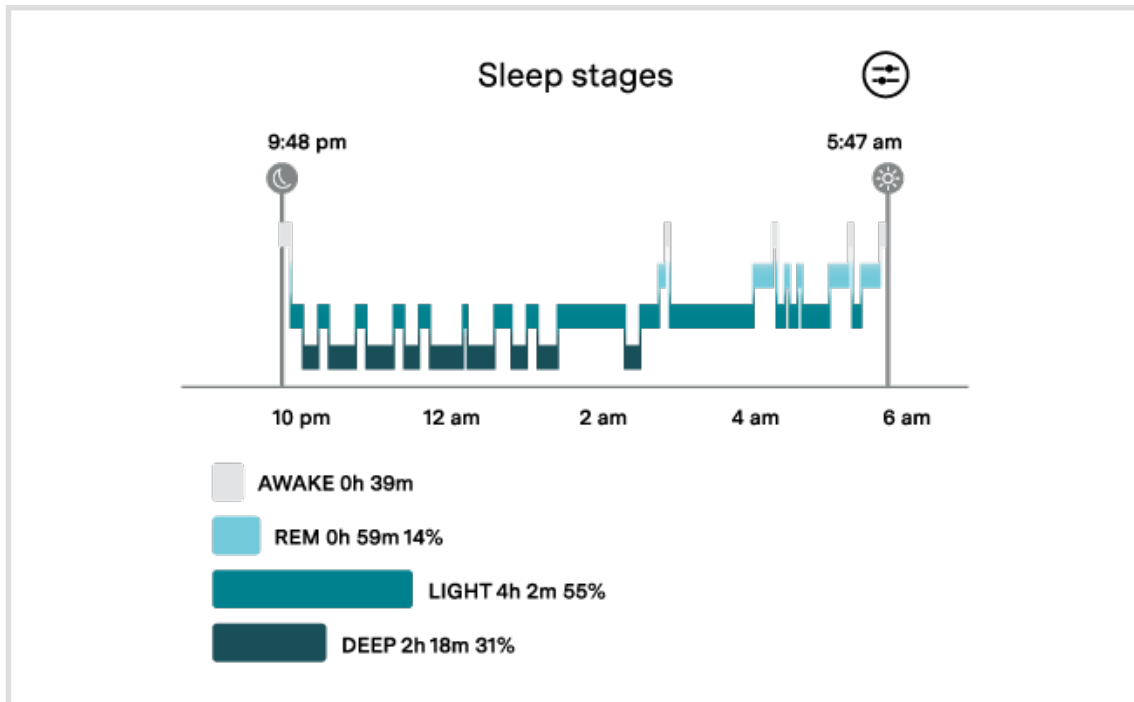 Sleep stages
9:48 pm
5:47 am
10 pm
12 am
2 am
4 am
6 am
AWAKE 0h 39m
REM 0h 59m 14%
LIGHT 4h 2m 55%
DEEP 2h 18m 31%